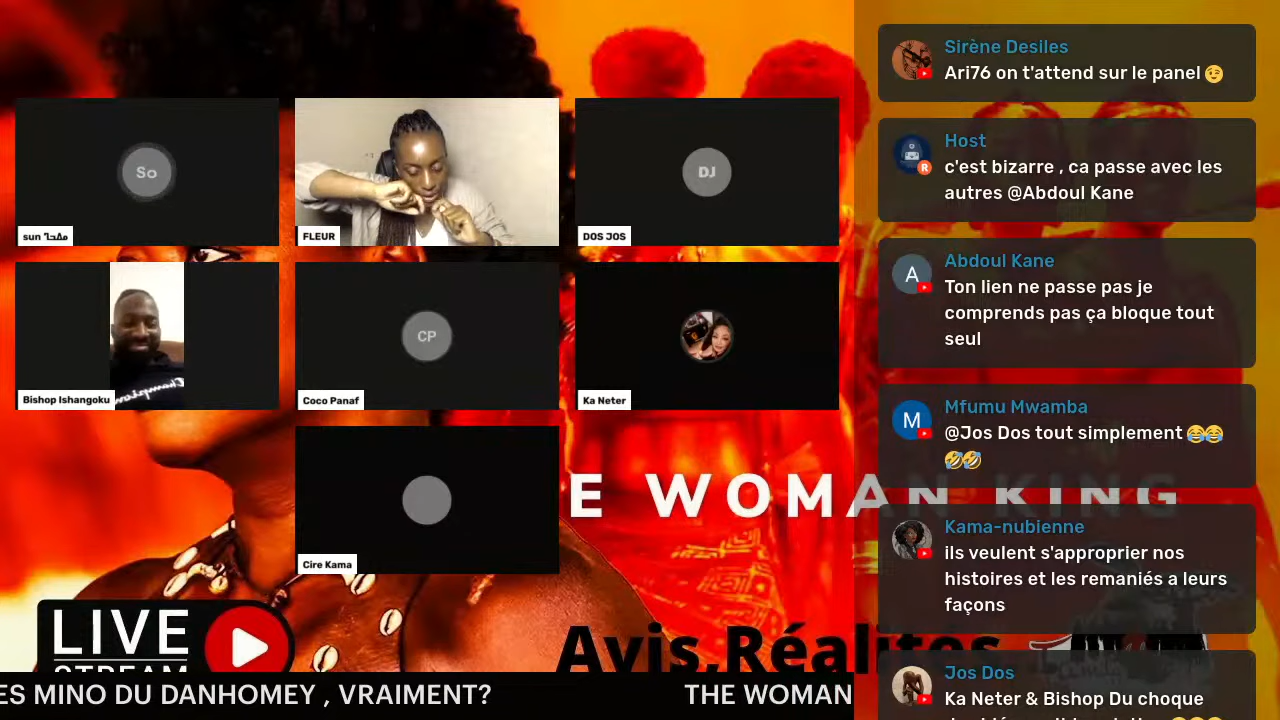 So
sun
FLEUR
DJ
DOS JOS
Bishop Ishangoku
CP
Coco Panaf
Ka Neter
Cire Kama
E WOMAN KING
LIVE
STREAM
Avis,Réalités
ES MINO DU DANHOMEY , VRAIMENT?
THE WOMAN
Sirène Desiles
Ari76 on t'attend sur le panel 😉
Host
R
c'est bizarre , ca passe avec les
autres @Abdoul Kane
A
Abdoul Kane
Ton lien ne passe pas je
comprends pas ça bloque tout
seul
M
Mfumu Mwamba
@Jos Dos tout simplement 😂😂
🤣🤣
Kama-nubienne
ils veulent s'approprier nos
histoires et les remaniés a leurs
façons
Jos Dos
Ka Neter & Bishop Du choque